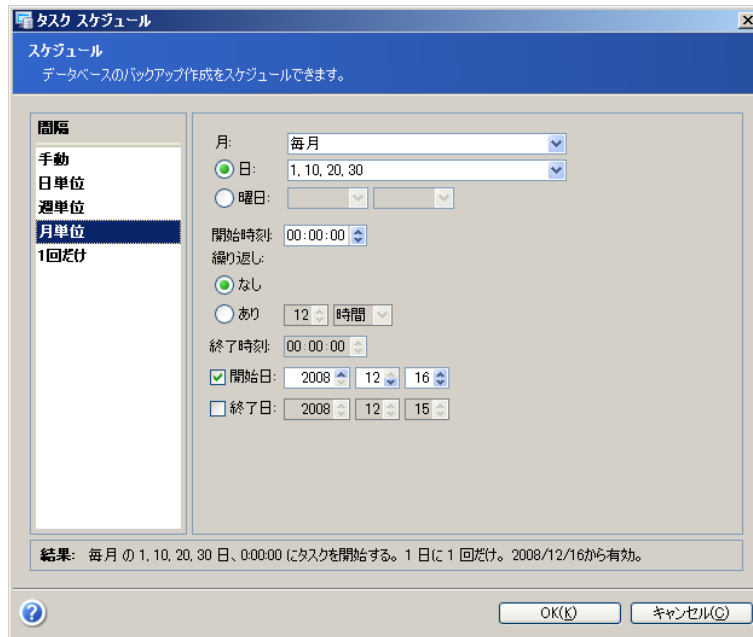 タスク スケジュール
スケジュール
データベースのバックアップ作成をスケジュールできます。
間隔
手動
日単位
週単位
月単位
1回だけ
月: 毎月
日: 1, 10, 20, 30
曜日:
開始時刻: 00:00:00
繰り返し:
なし
あり 12 時間
終了時刻: 00:00:00
開始日: 2008 12 16
終了日: 2008 12 15
結果: 毎月 の 1, 10, 20, 30 日、0:00:00 にタスクを開始する。1 日に 1 回だけ。2008/12/16から有効。
OK(K) キャンセル(C)